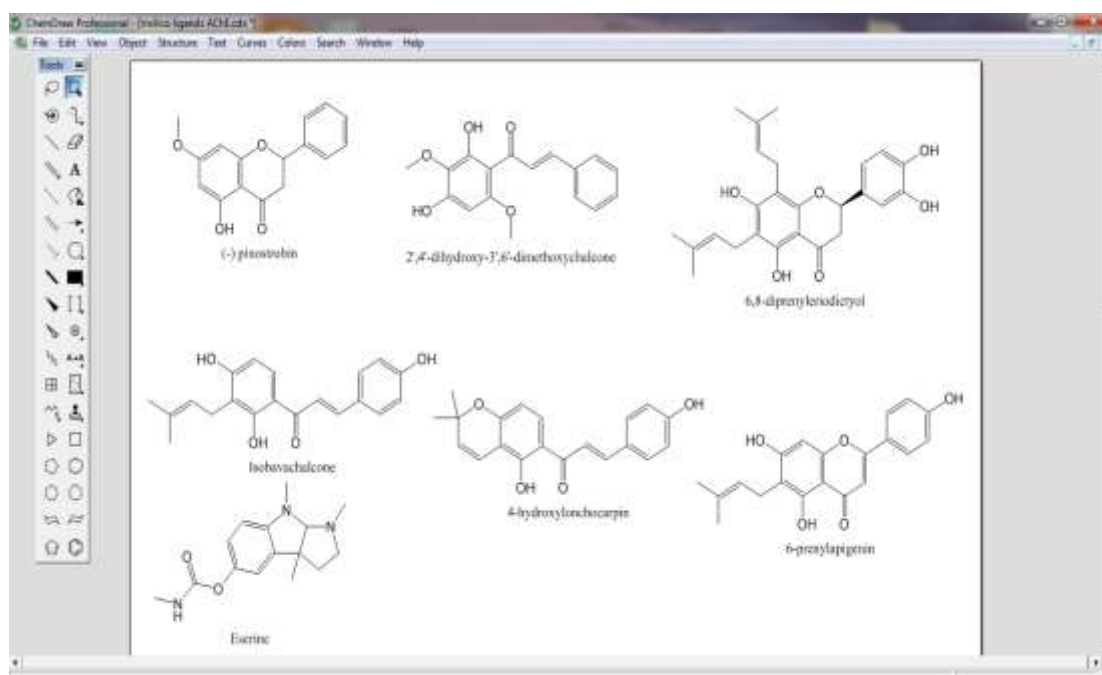 ChemDraw Professional - [Insilico ligands AChE.cdx *]
File Edit View Object Structure Text Curves Colors Search Window Help
Tools
A
O
O
OH
O
(-) pinostrobin
OH
O
O
HO
O
2',4'-dihydroxy-3',6'-dimethoxychalcone
HO
O
OH
OH
OH
O
6,8-diprenyleriodictyol
HO
OH
OH
O
Isobavachalcone
O
OH
OH
O
4-hydroxylonchocarpin
HO
O
OH
OH
O
6-prenylapigenin
N
N
O
O
N
H
Eserine